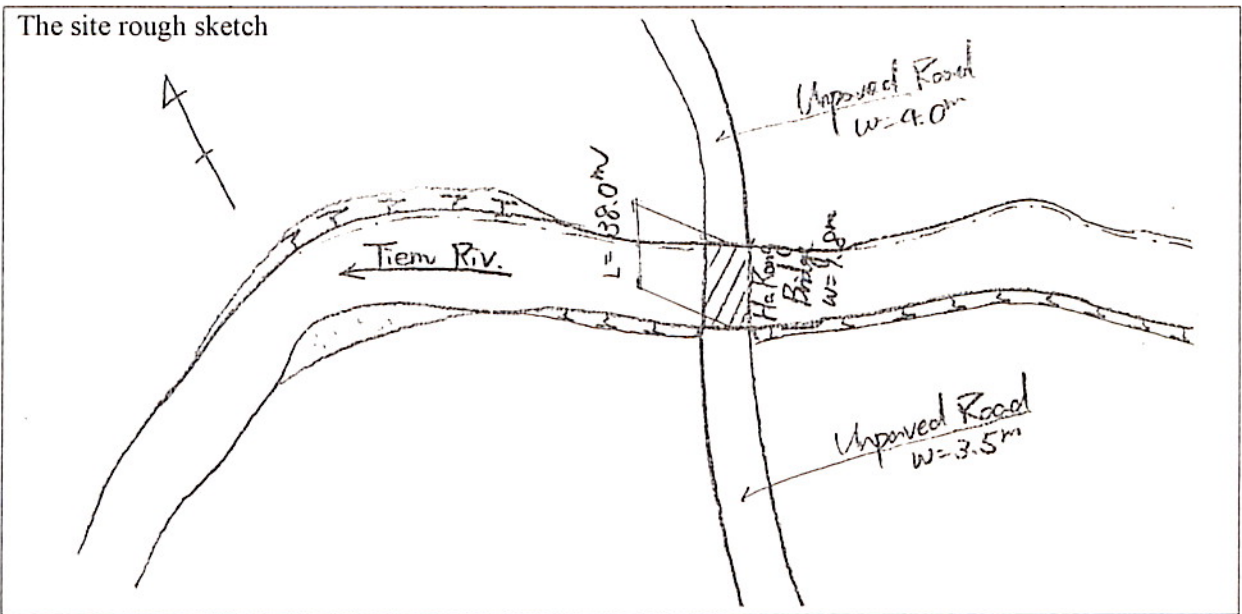 The site rough sketch
Unpaved Road
W=4.0m
L=38.0m
Tiem Riv.
Bridge
Unpaved Road
W=3.5m